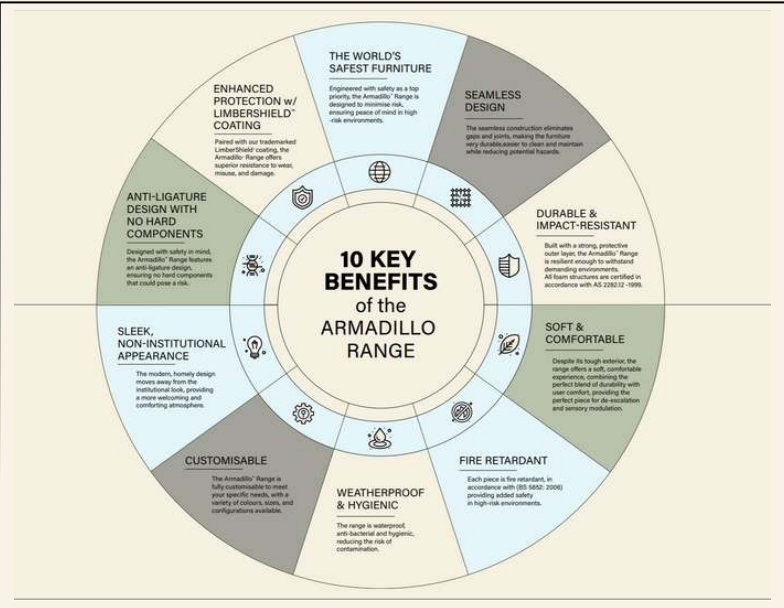 10 KEY
BENEFITS
of the
ARMADILLO
RANGE
THE WORLD'S
SAFEST FURNITURE
Engineered with safety as a top
priority, the Armadillo™ Range is
designed to minimise risk,
ensuring peace of mind in high
-risk environments.
SEAMLESS
DESIGN
The seamless construction eliminates
gaps and joints, making the furniture
very durable,easier to clean and maintain
while reducing potential hazards.
DURABLE &
IMPACT-RESISTANT
Built with a strong, protective
outer layer, the Armadillo™ Range
is resilient enough to withstand
demanding environments.
All foam structures are certified in
accordance with AS 2282.12 -1999.
SOFT &
COMFORTABLE
Despite its tough exterior, the
range offers a soft, comfortable
experience, combining the
perfect blend of durability with
user comfort, providing the
perfect piece for de-escalation
and sensory modulation.
FIRE RETARDANT
Each piece is fire retardant, in
accordance with (BS 5852: 2006)
providing added safety
in high-risk environments.
WEATHERPROOF
& HYGIENIC
The range is waterproof,
anti-bacterial and hygienic,
reducing the risk of
contamination.
CUSTOMISABLE
The Armadillo™ Range is
fully customisable to meet
your specific needs, with a
variety of colours, sizes, and
configurations available.
SLEEK,
NON-INSTITUTIONAL
APPEARANCE
The modern, homely design
moves away from the
institutional look, providing
a more welcoming and
comforting atmosphere.
ANTI-LIGATURE
DESIGN WITH
NO HARD
COMPONENTS
Designed with safety in mind,
the Armadillo™ Range features
an anti-ligature design,
ensuring no hard components
that could pose a risk.
ENHANCED
PROTECTION w/
LIMBERSHIELD™
COATING
Paired with our trademarked
LimberShield™ coating, the
Armadillo™ Range offers
superior resistance to wear,
misuse, and damage.